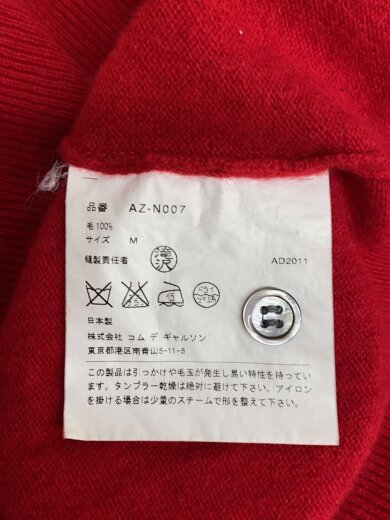 品番 AZ-N007
毛100%
サイズ M
縫製責任者 滝沢 AD2011
ドライ
日本製
株式会社 コム デ ギャルソン
東京都港区南青山5-11-5
この製品は引っかけや毛玉が発生し易い特性を持ってい
ます。タンブラー乾燥は絶対に避けて下さい。アイロン
を掛ける場合は少量のスチームで形を整えて下さい。